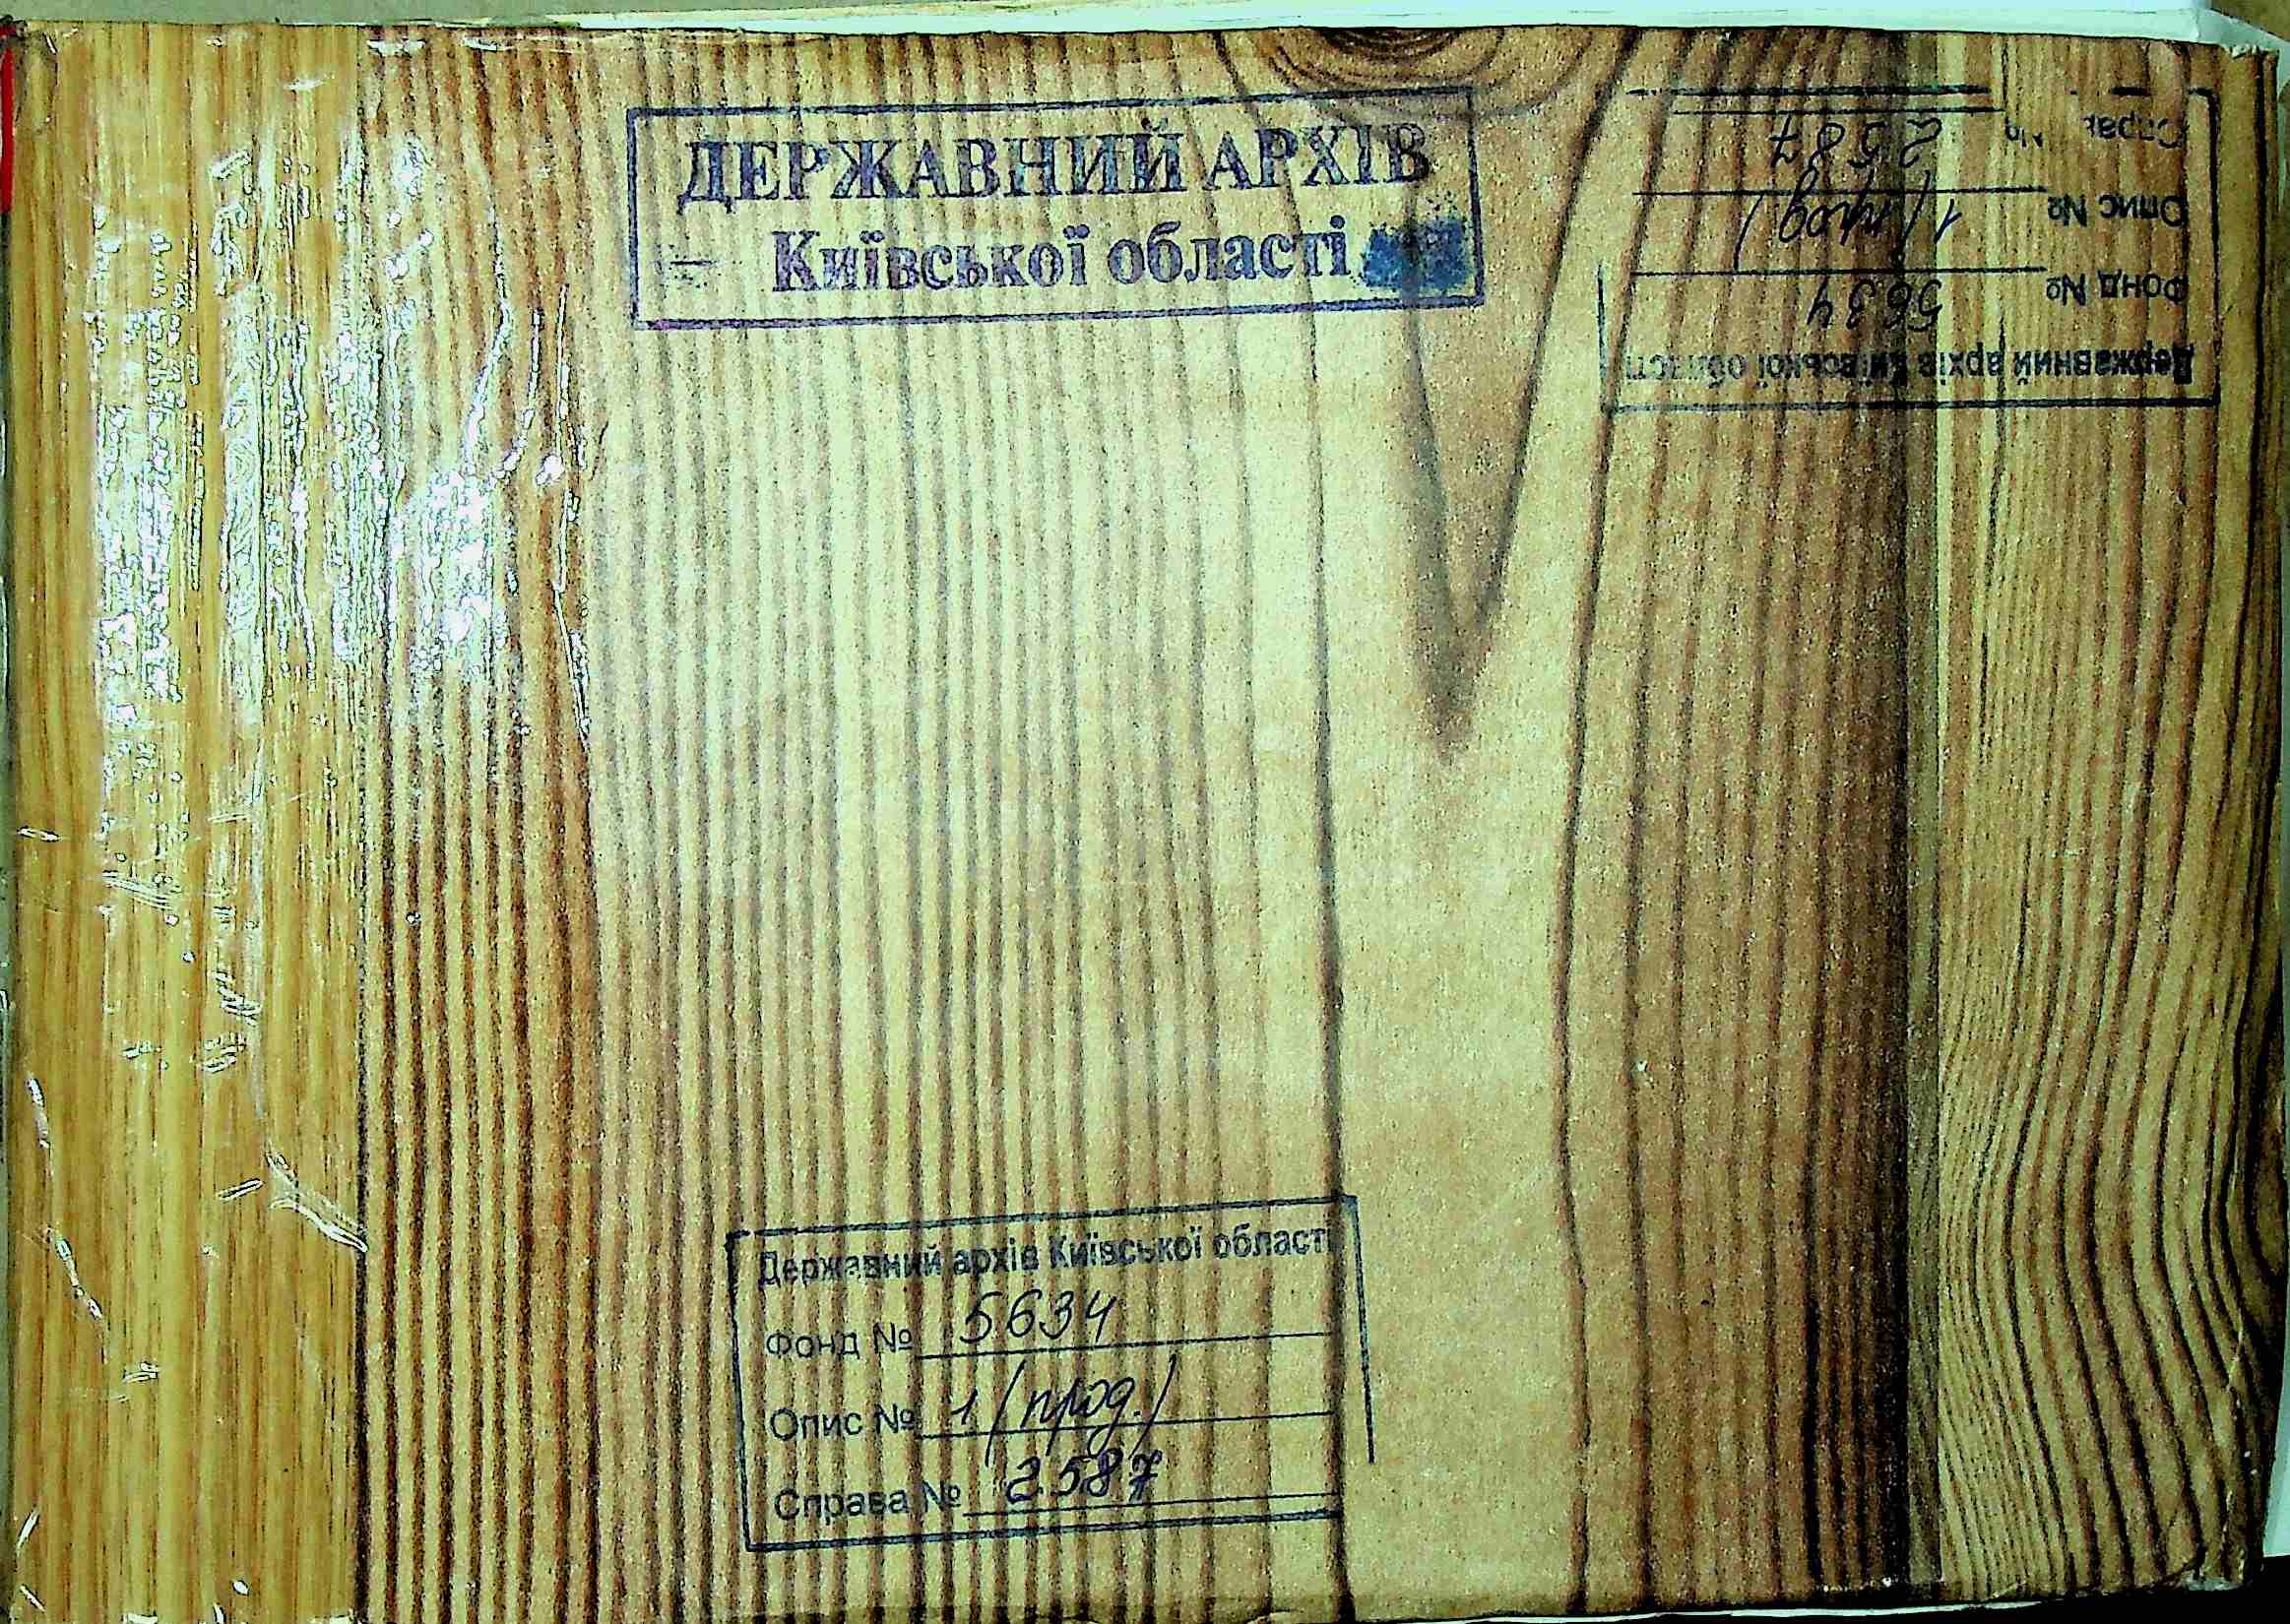 ДЕРЖАВНИЙ АРХІВ
Київської області
Державний архів Київської області
Фонд № 5634
Опис № 1 (прод)
Справа № 2587
Державний архів Київської області
Фонд № 5634
Опис № 1 (прод.)
Справа № 2587